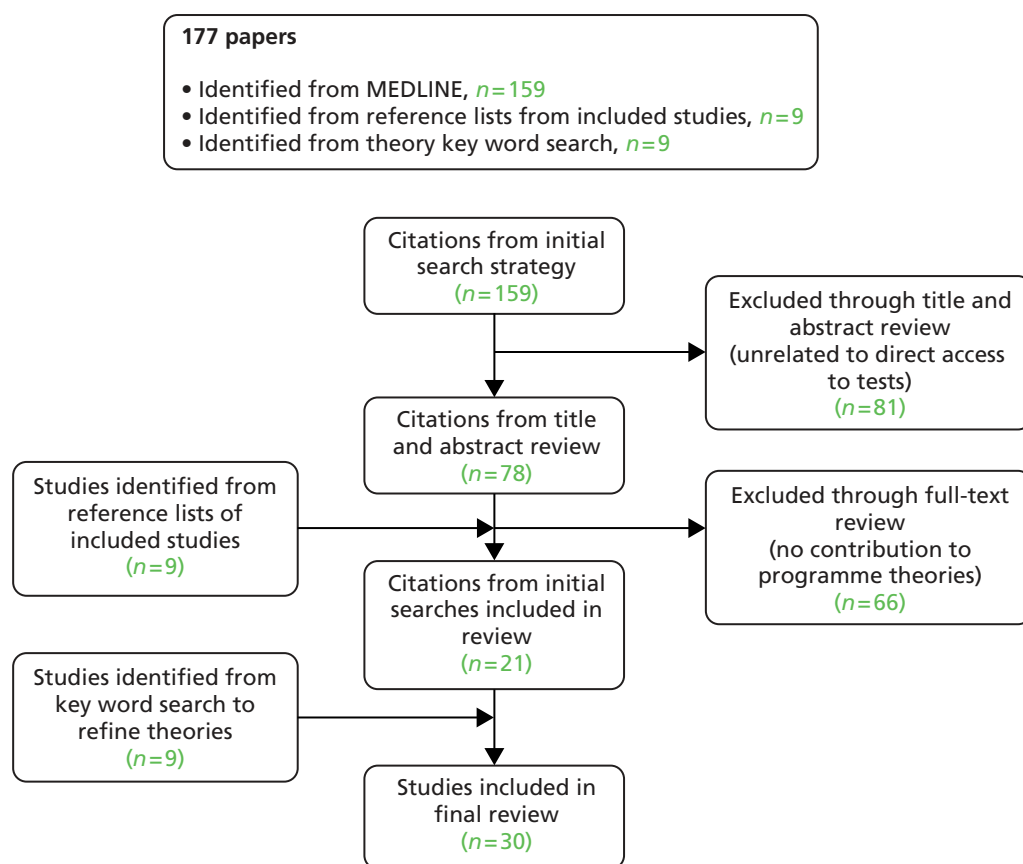 177 papers
• Identified from MEDLINE, n=159
• Identified from reference lists from included studies, n=9
• Identified from theory key word search, n=9
Citations from initial
search strategy
(n=159)
Excluded through title and
abstract review
(unrelated to direct access
to tests)
(n=81)
Citations from title
and abstract review
(n=78)
Studies identified from
reference lists of
included studies
(n=9)
Excluded through full-text
review
(no contribution to
programme theories)
(n=66)
Citations from initial
searches included in
review
(n=21)
Studies identified from
key word search to
refine theories
(n=9)
Studies included in
final review
(n=30)